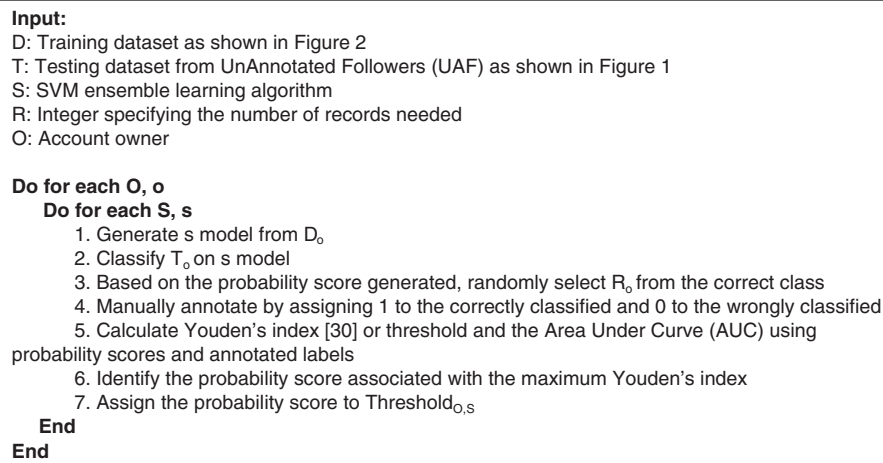 Input:
D: Training dataset as shown in Figure 2
T: Testing dataset from UnAnnotated Followers (UAF) as shown in Figure 1
S: SVM ensemble learning algorithm
R: Integer specifying the number of records needed
O: Account owner
Do for each O, o
Do for each S, s
1. Generate s model from Do
2. Classify To on s model
3. Based on the probability score generated, randomly select Ro from the correct class
4. Manually annotate by assigning 1 to the correctly classified and 0 to the wrongly classified
5. Calculate Youden's index [30] or threshold and the Area Under Curve (AUC) using
probability scores and annotated labels
6. Identify the probability score associated with the maximum Youden's index
7. Assign the probability score to ThresholdO,S
End
End